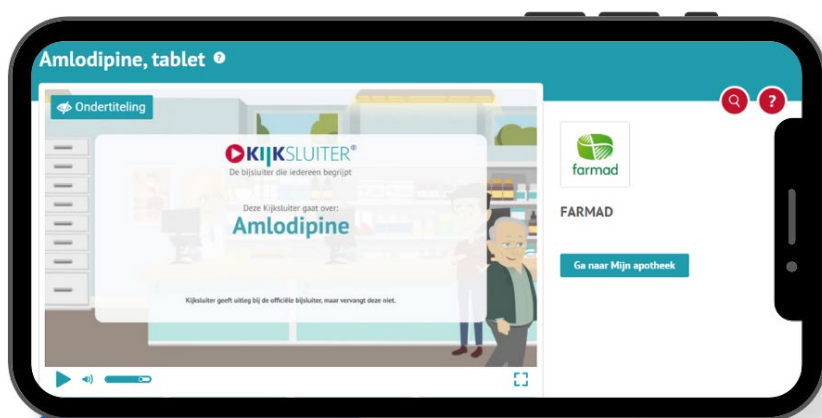 Amlodipine, tablet ?
Ondertiteling
KIJKSLUITER®
De bijsluiter die iedereen begrijpt
Deze Kijksluiter gaat over:
Amlodipine
Kijksluiter geeft uitleg bij de officiële bijsluiter, maar vervangt deze niet.
?
farmad
FARMAD
Ga naar Mijn apotheek